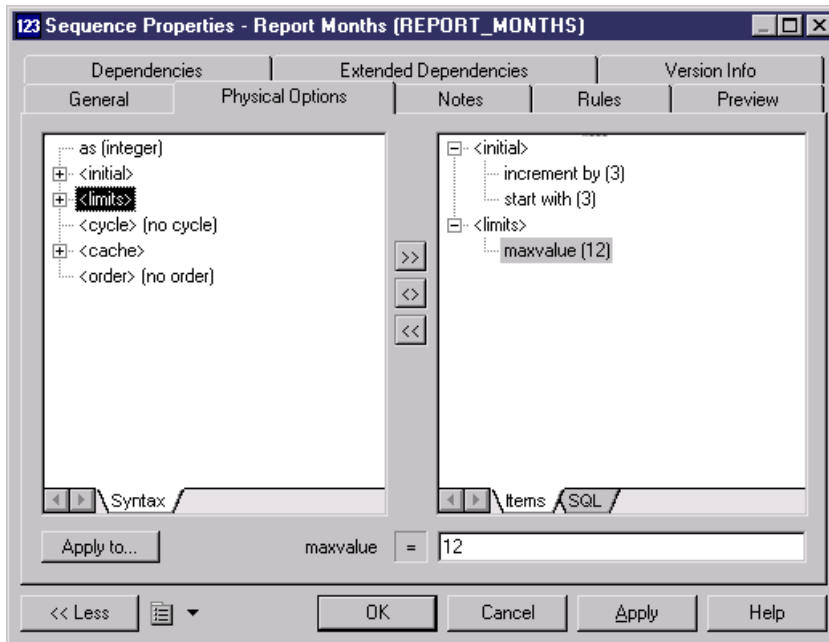 123 Sequence Properties - Report Months (REPORT_MONTHS)
Dependencies Extended Dependencies Version Info
General Physical Options Notes Rules Preview
as (integer)
<initial>
<limits>
<cycle> (no cycle)
<cache>
<order> (no order)
>>
<>
<<
<initial>
increment by (3)
start with (3)
<limits>
maxvalue (12)
Syntax
Items SQL
Apply to... maxvalue = 12
<< Less OK Cancel Apply Help